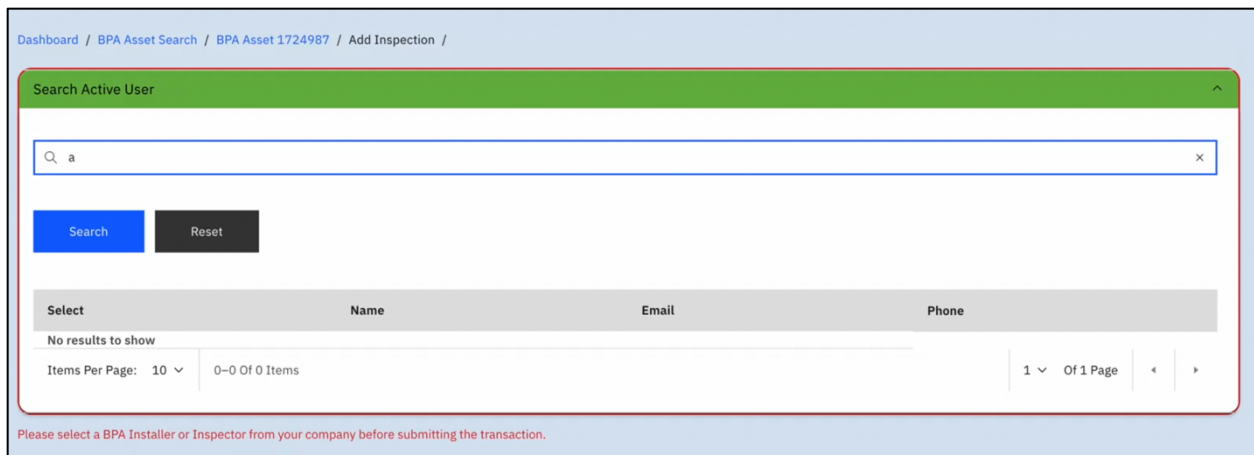 Dashboard / BPA Asset Search / BPA Asset 1724987 / Add Inspection /
Search Active User
a
Search Reset
Select Name Email Phone
No results to show
Items Per Page: 10 0–0 Of 0 Items 1 Of 1 Page
Please select a BPA Installer or Inspector from your company before submitting the transaction.